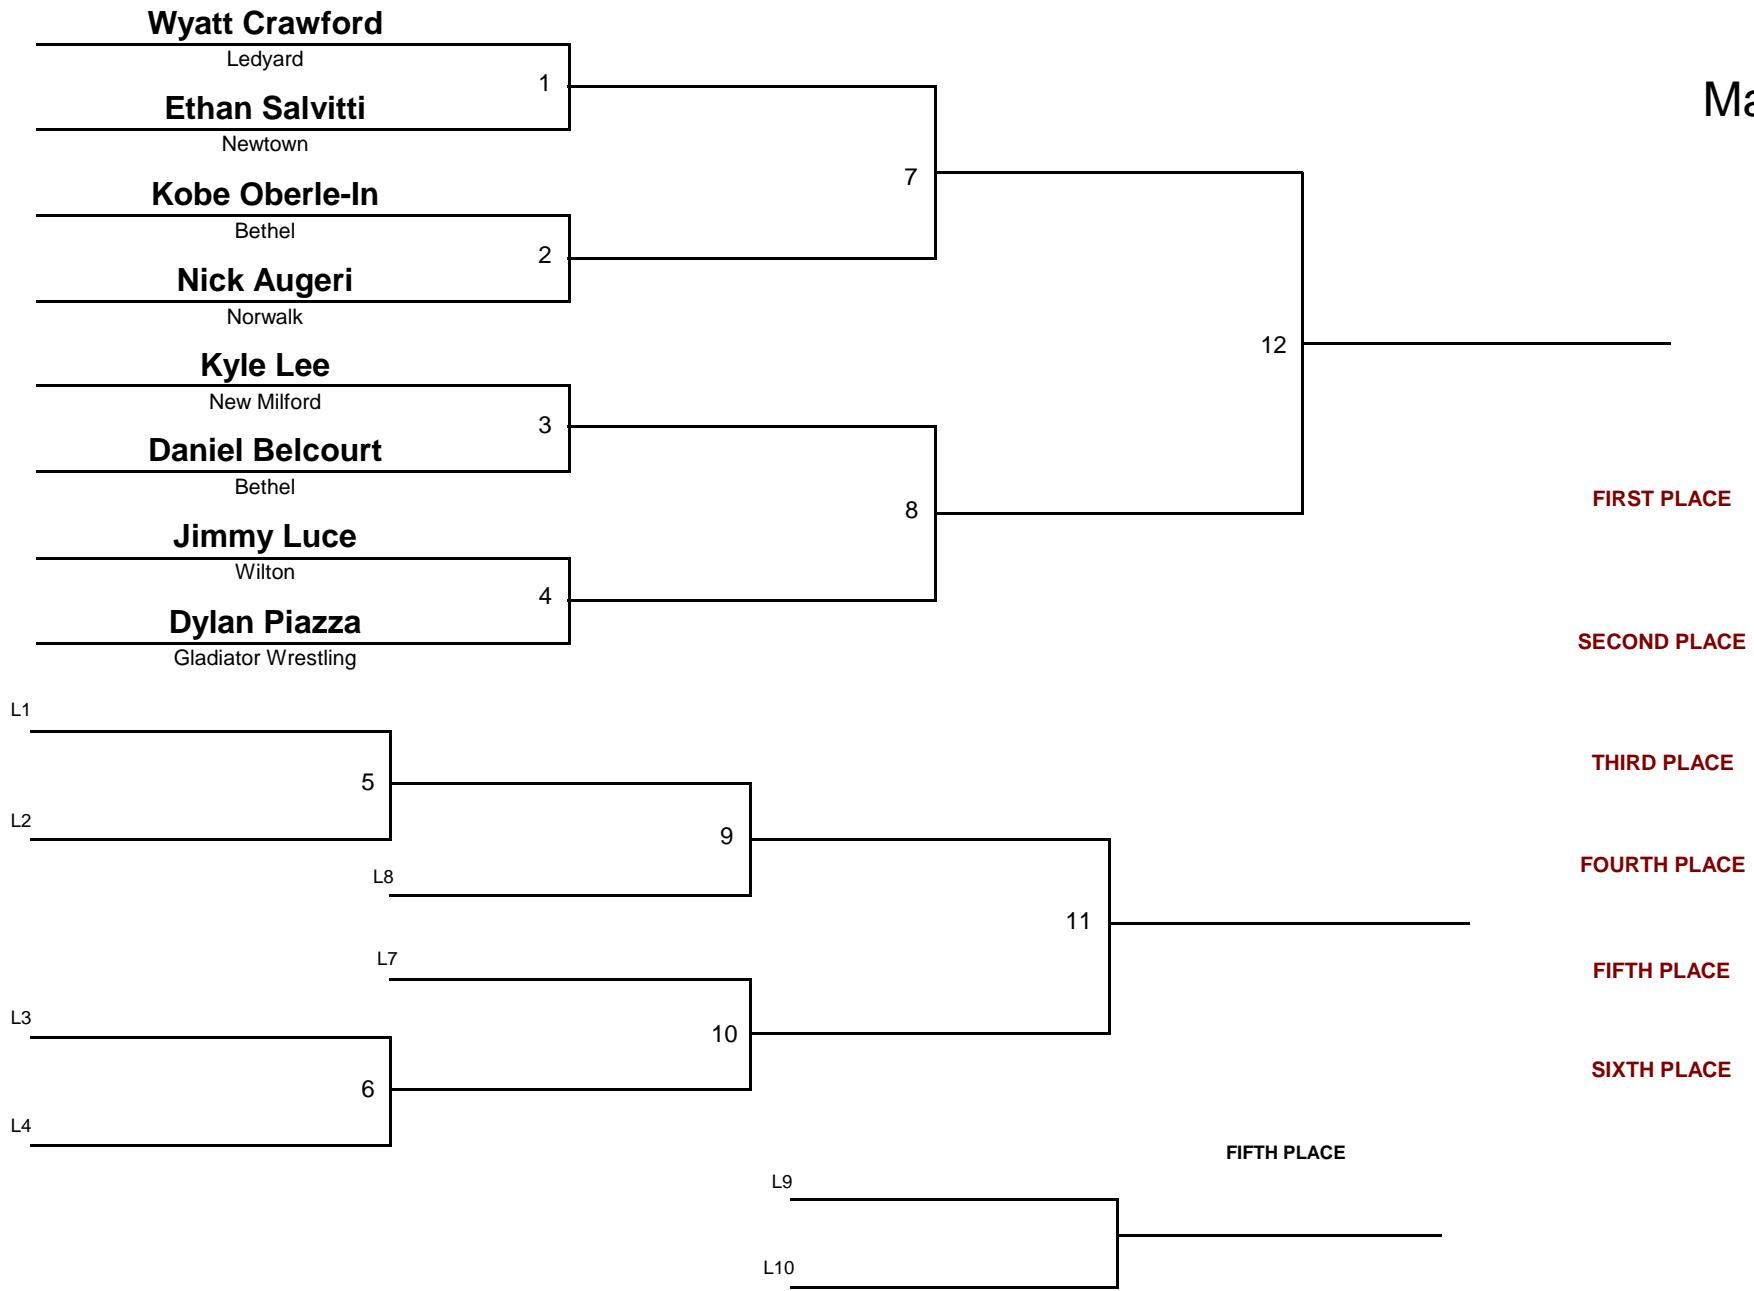 Wyatt Crawford
Ledyard
1
Ethan Salvitti
Newtown
Ma
7
Kobe Oberle-In
Bethel
2
Nick Augeri
Norwalk
12
Kyle Lee
New Milford
3
Daniel Belcourt
Bethel
8
FIRST PLACE
Jimmy Luce
Wilton
4
Dylan Piazza
Gladiator Wrestling
SECOND PLACE
L1
5
THIRD PLACE
L2
9
L8
FOURTH PLACE
11
L7
FIFTH PLACE
L3
10
6
SIXTH PLACE
L4
FIFTH PLACE
L9
L10